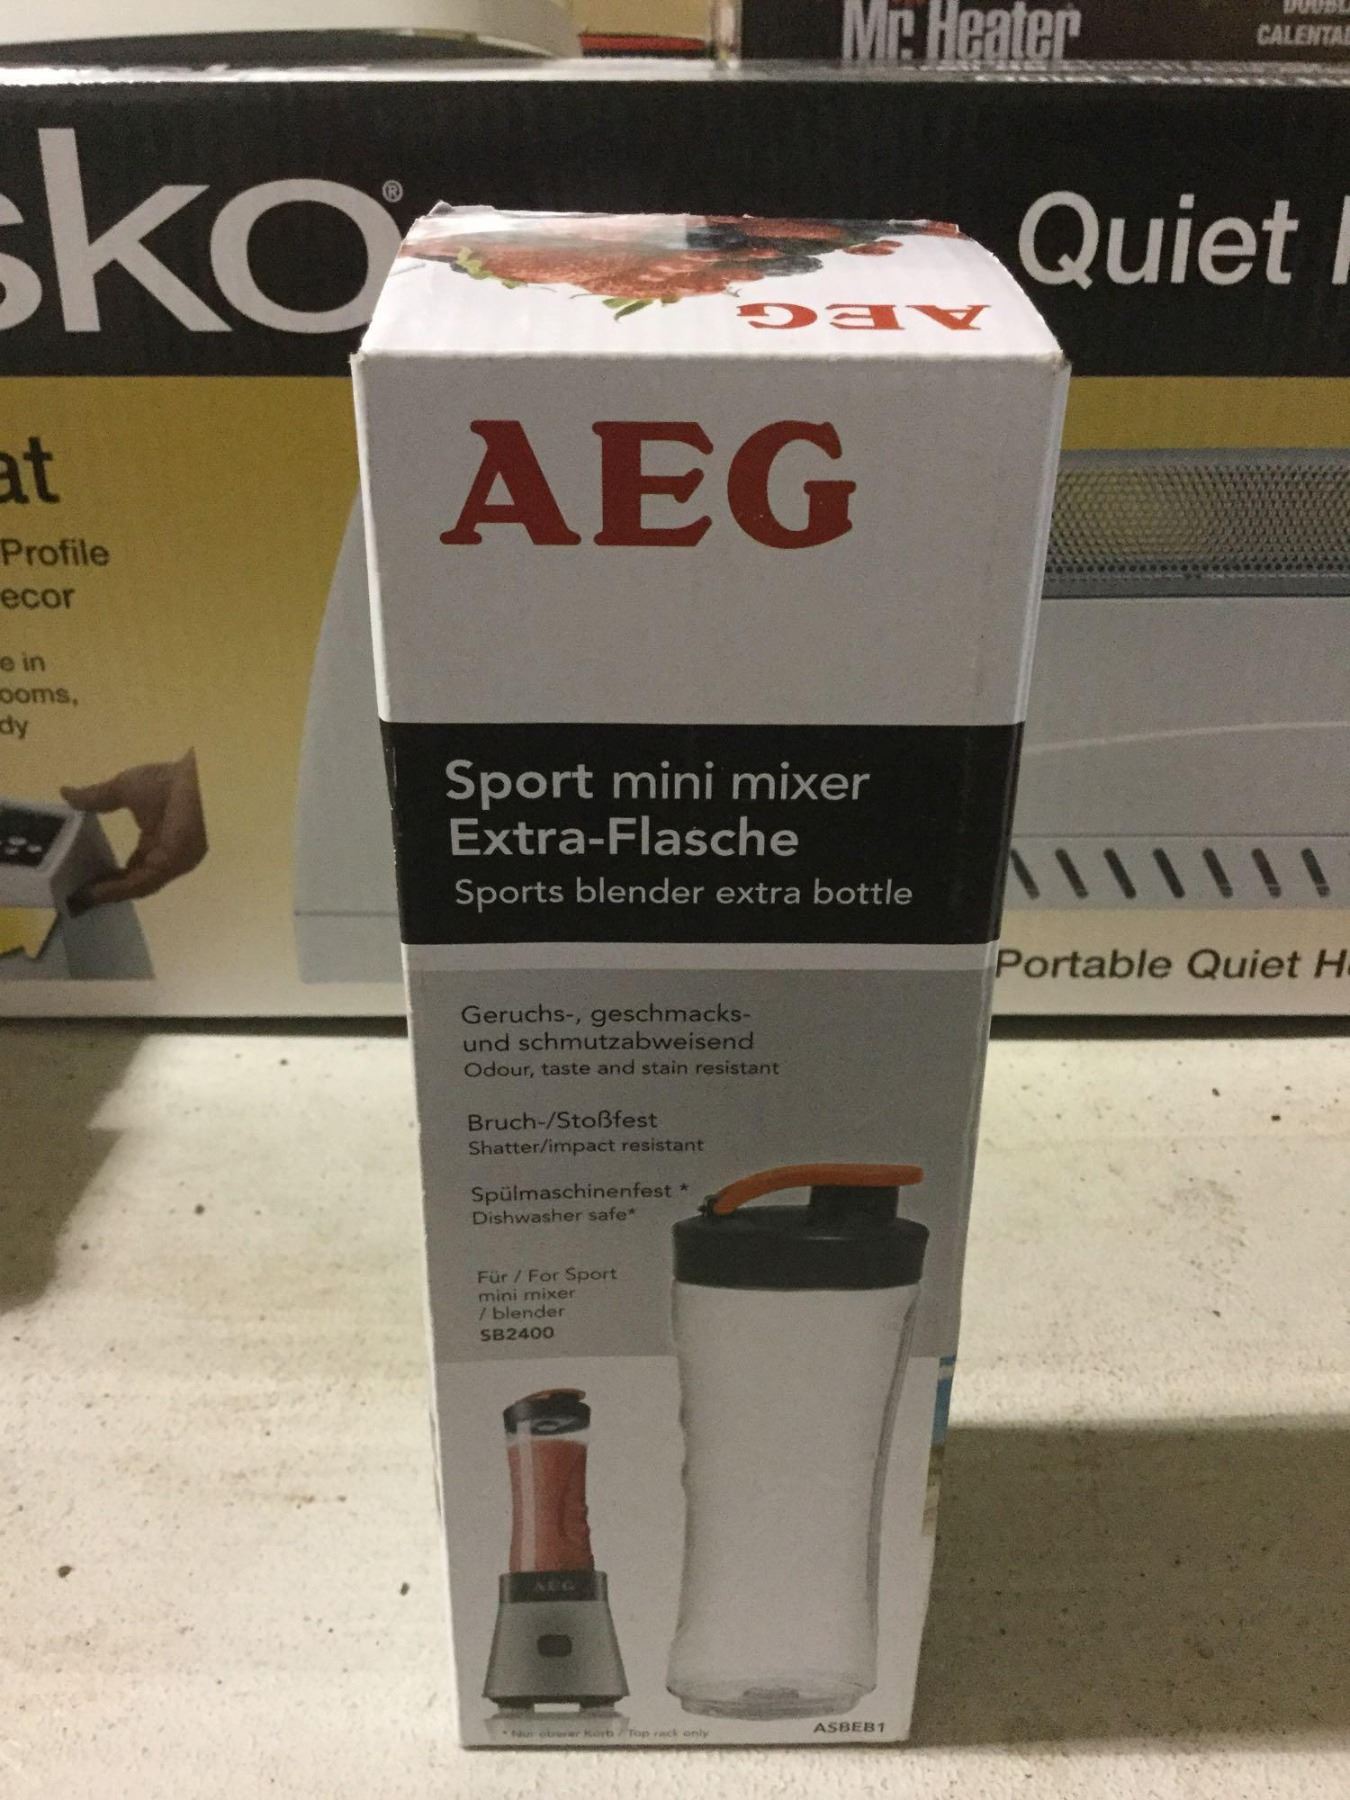 Mr. Heater
sko®
Quiet
at
Profile
ecor
e in
ooms,
dy
Portable Quiet
AEG
AEG
Sport mini mixer
Extra-Flasche
Sports blender extra bottle
Geruchs-, geschmacks-
und schmutzabweisend
Odour, taste and stain resistant
Bruch-/Stoßfest
Shatter/impact resistant
Spülmaschinenfest *
Dishwasher safe*
Für / For Sport
mini mixer
/ blender
SB2400
AEG
* Nur oberer Korb / Top rack only
ASBEB1